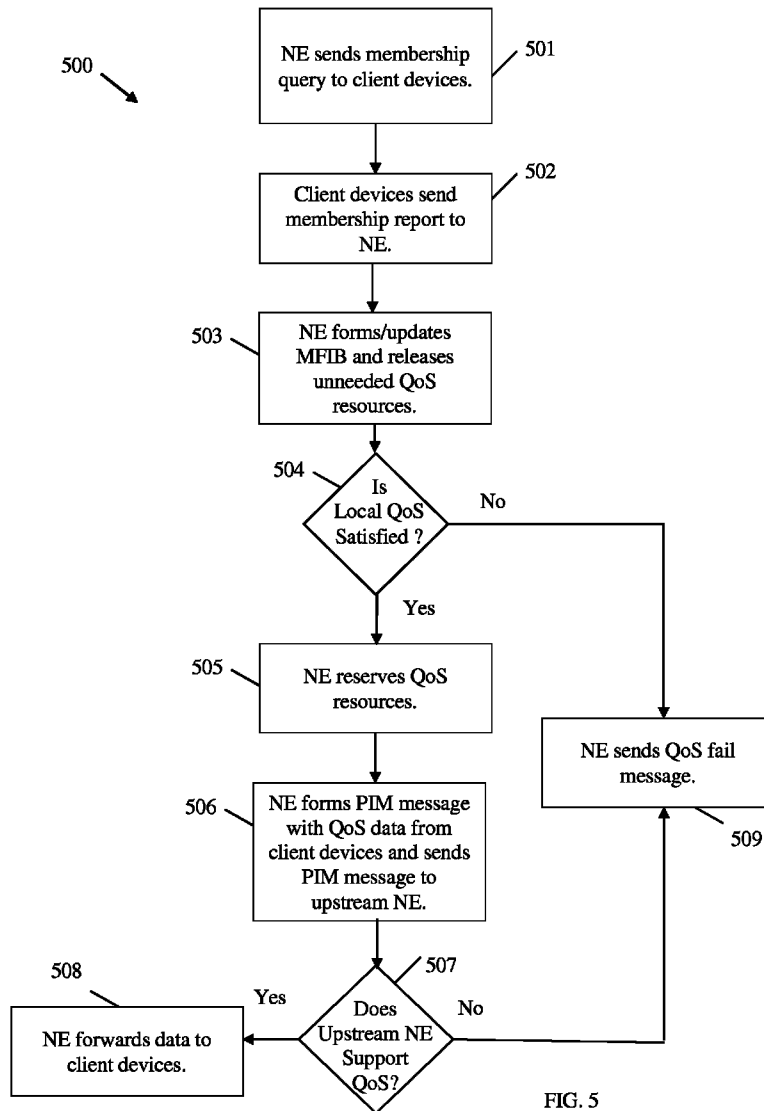 500
NE sends membership
query to client devices.
501
Client devices send
membership report to
NE.
502
503
NE forms/updates
MFIB and releases
unneeded QoS
resources.
504
Is
Local QoS
Satisfied ?
No
Yes
505
NE reserves QoS
resources.
NE sends QoS fail
message.
509
506
NE forms PIM message
with QoS data from
client devices and sends
PIM message to
upstream NE.
507
508
Yes
No
Does
Upstream NE
Support
QoS?
NE forwards data to
client devices.
FIG. 5